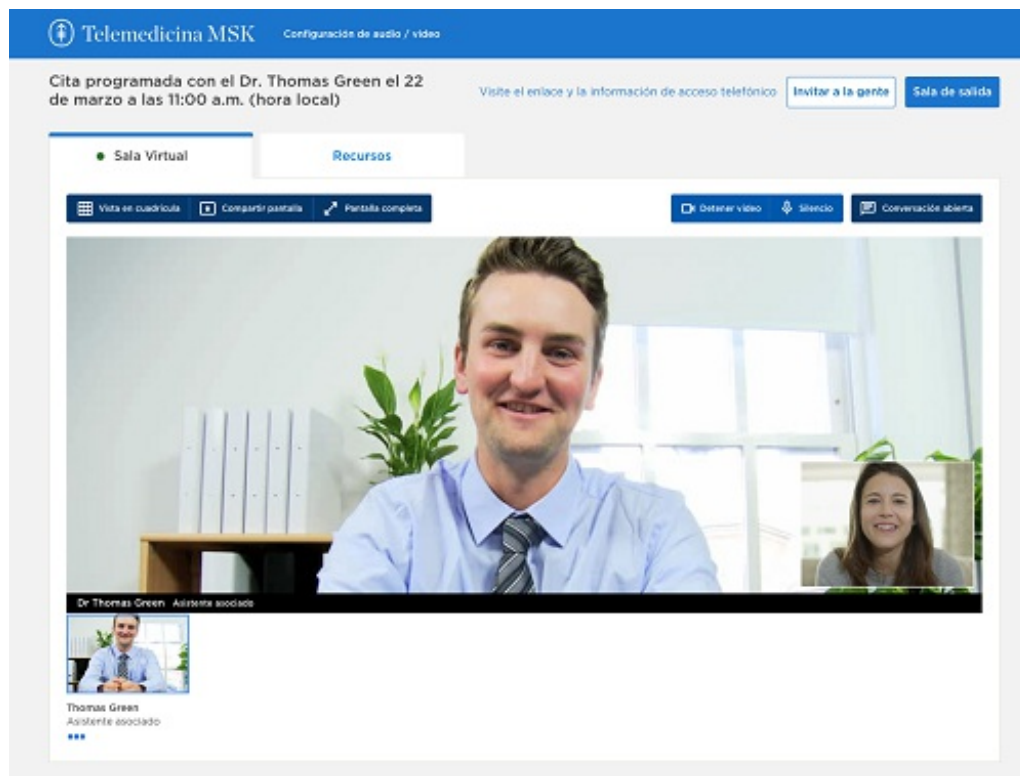 Telemedicina MSK
Configuración de audio / video
Cita programada con el Dr. Thomas Green el 22
de marzo a las 11:00 a.m. (hora local)
Visite el enlace y la información de acceso telefónico
Invitar a la gente
Sala de salida
Sala Virtual
Recursos
Vista en cuadrícula
Compartir pantalla
Pantalla completa
Detener video
Silencio
Conversación abierta
Dr Thomas Green Asistente asociado
Thomas Green
Asistente asociado